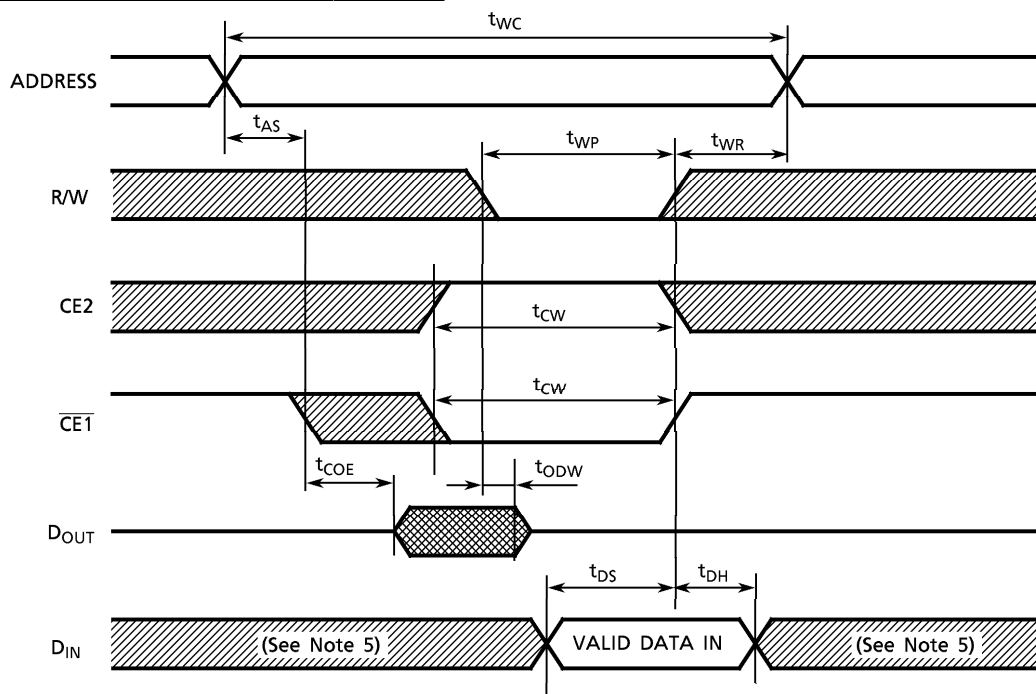 tWC
ADDRESS
tAS
tWP
tWR
R/W
CE2
tCW
tCW
C̅E̅1̅
tCOE
tODW
DOUT
tDS
tDH
DIN
(See Note 5)
VALID DATA IN
(See Note 5)